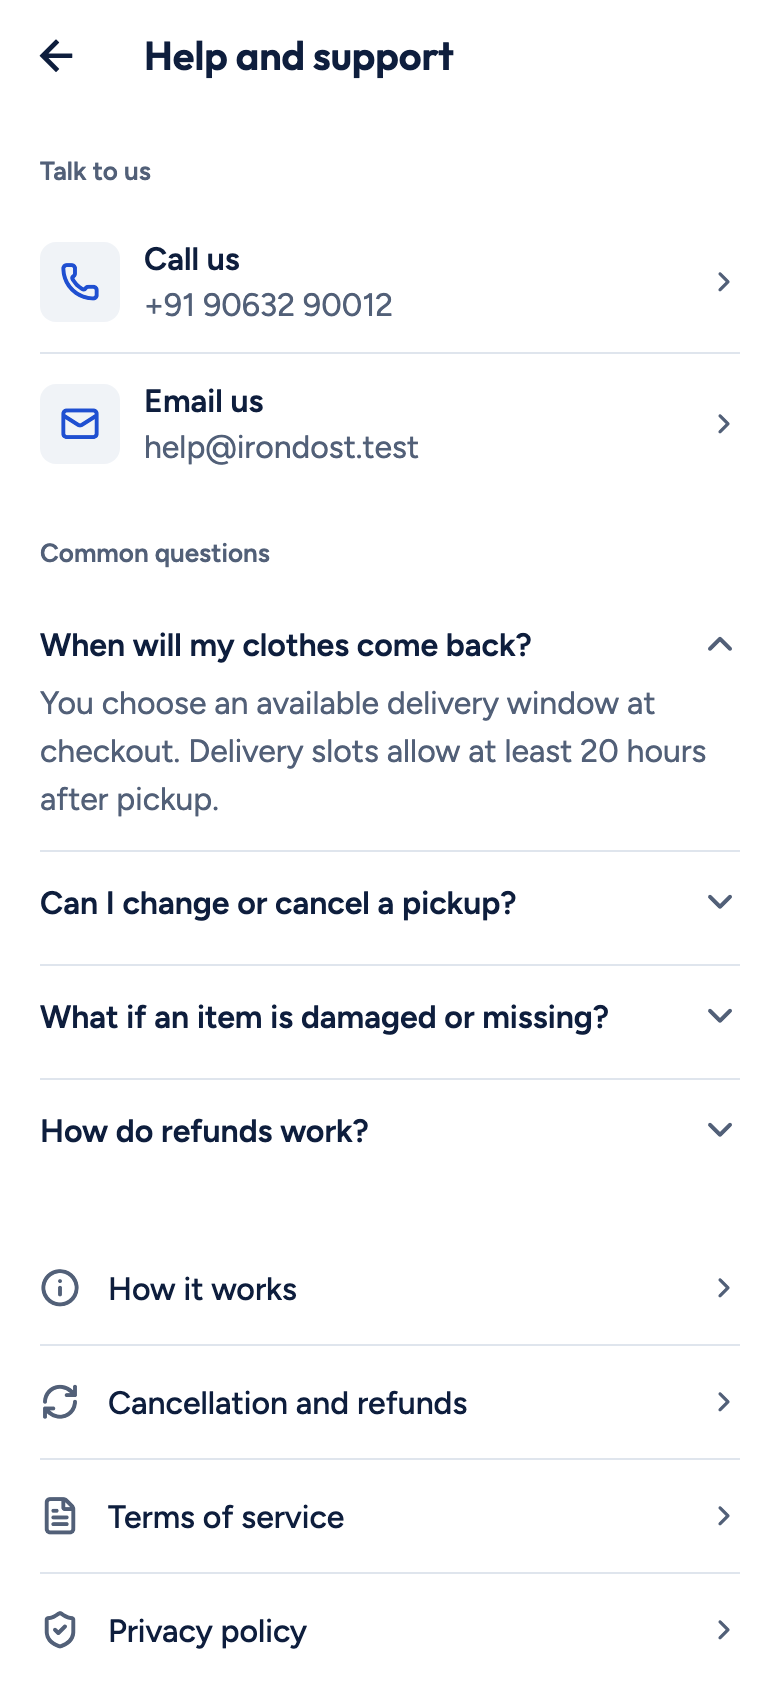 Help and support
Talk to us
Call us
+91 90632 90012
Email us
help@irondost.test
Common questions
When will my clothes come back?
You choose an available delivery window at
checkout. Delivery slots allow at least 20 hours
after pickup.
Can I change or cancel a pickup?
What if an item is damaged or missing?
How do refunds work?
How it works
Cancellation and refunds
Terms of service
Privacy policy